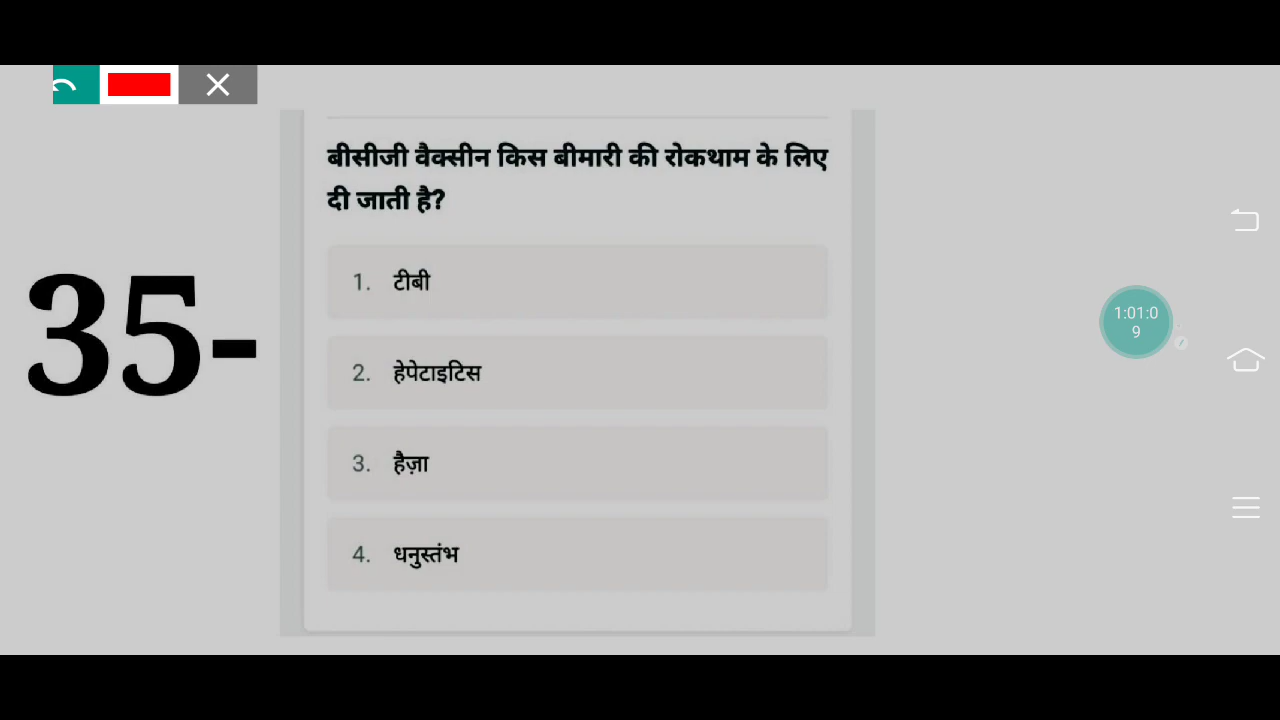 बीसीजी वैक्सीन किस बीमारी की रोकथाम के लिए
दी जाती है?
35-
1. टीबी
2. हेपेटाइटिस
3. हैज़ा
4. धनुस्तंभ
1:01:0
9